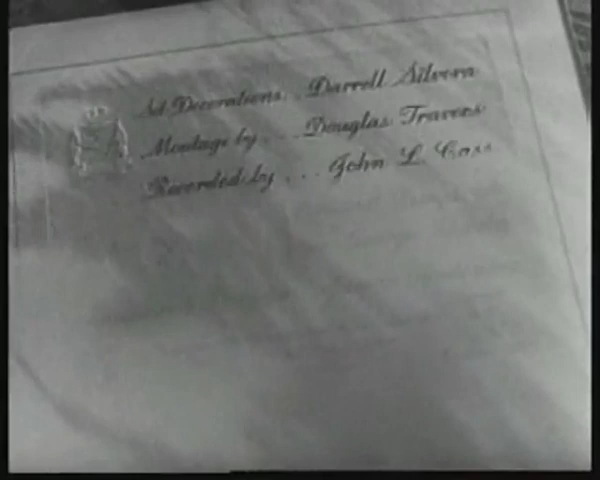 Set Decorations... Darrell Silvera
Montage by... Douglas Travers
Recorded by... John L. Cass